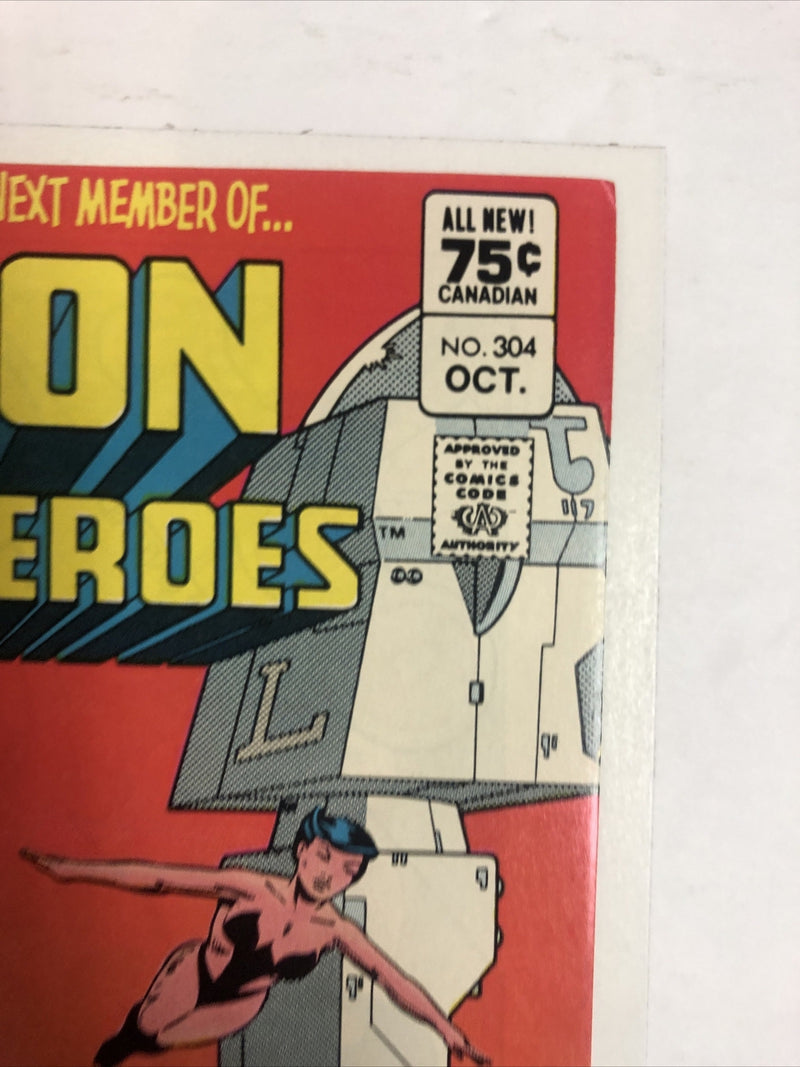 NEXT MEMBER OF...
ON
EROES
TM
ALL NEW!
75¢
CANADIAN
NO. 304
OCT.
APPROVED
BY THE
COMICS
CODE
CA
AUTHORITY
L